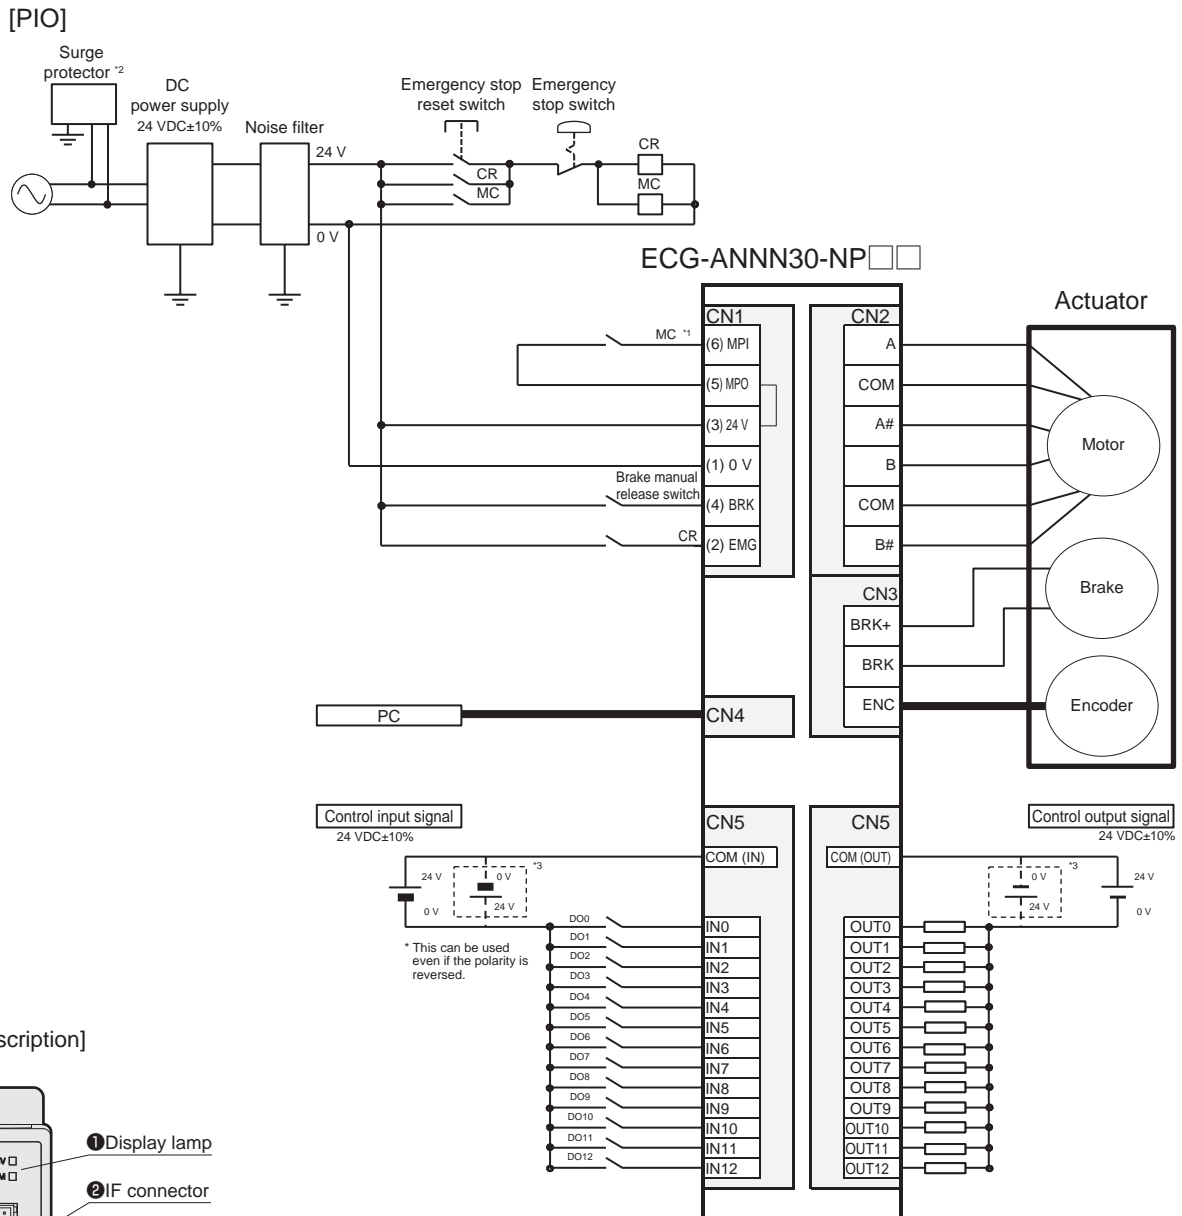 [PIO]
Surge
protector *2
DC
power supply
24 VDC±10%
Noise filter
Emergency stop
reset switch
Emergency
stop switch
24 V
0 V
CR
MC
CR
MC
ECG-ANNN30-NP□□
Actuator
CN1
MC *1
(6) MPI
(5) MPO
(3) 24 V
(1) 0 V
Brake manual
release switch
(4) BRK
CR
(2) EMG
CN2
A
COM
A#
B
COM
B#
Motor
CN3
BRK+
BRK
ENC
Brake
Encoder
PC
CN4
Control input signal
24 VDC±10%
CN5
COM (IN)
24 V
0 V
0 V
24 V
*3
* This can be used
even if the polarity is
reversed.
DO0
IN0
DO1
IN1
DO2
IN2
DO3
IN3
DO4
IN4
DO5
IN5
DO6
IN6
DO7
IN7
DO8
IN8
DO9
IN9
DO10
IN10
DO11
IN11
DO12
IN12
CN5
Control output signal
24 VDC±10%
COM (OUT)
0 V
24 V
*3
24 V
0 V
OUT0
OUT1
OUT2
OUT3
OUT4
OUT5
OUT6
OUT7
OUT8
OUT9
OUT10
OUT11
OUT12
scription]
❶Display lamp
❷IF connector